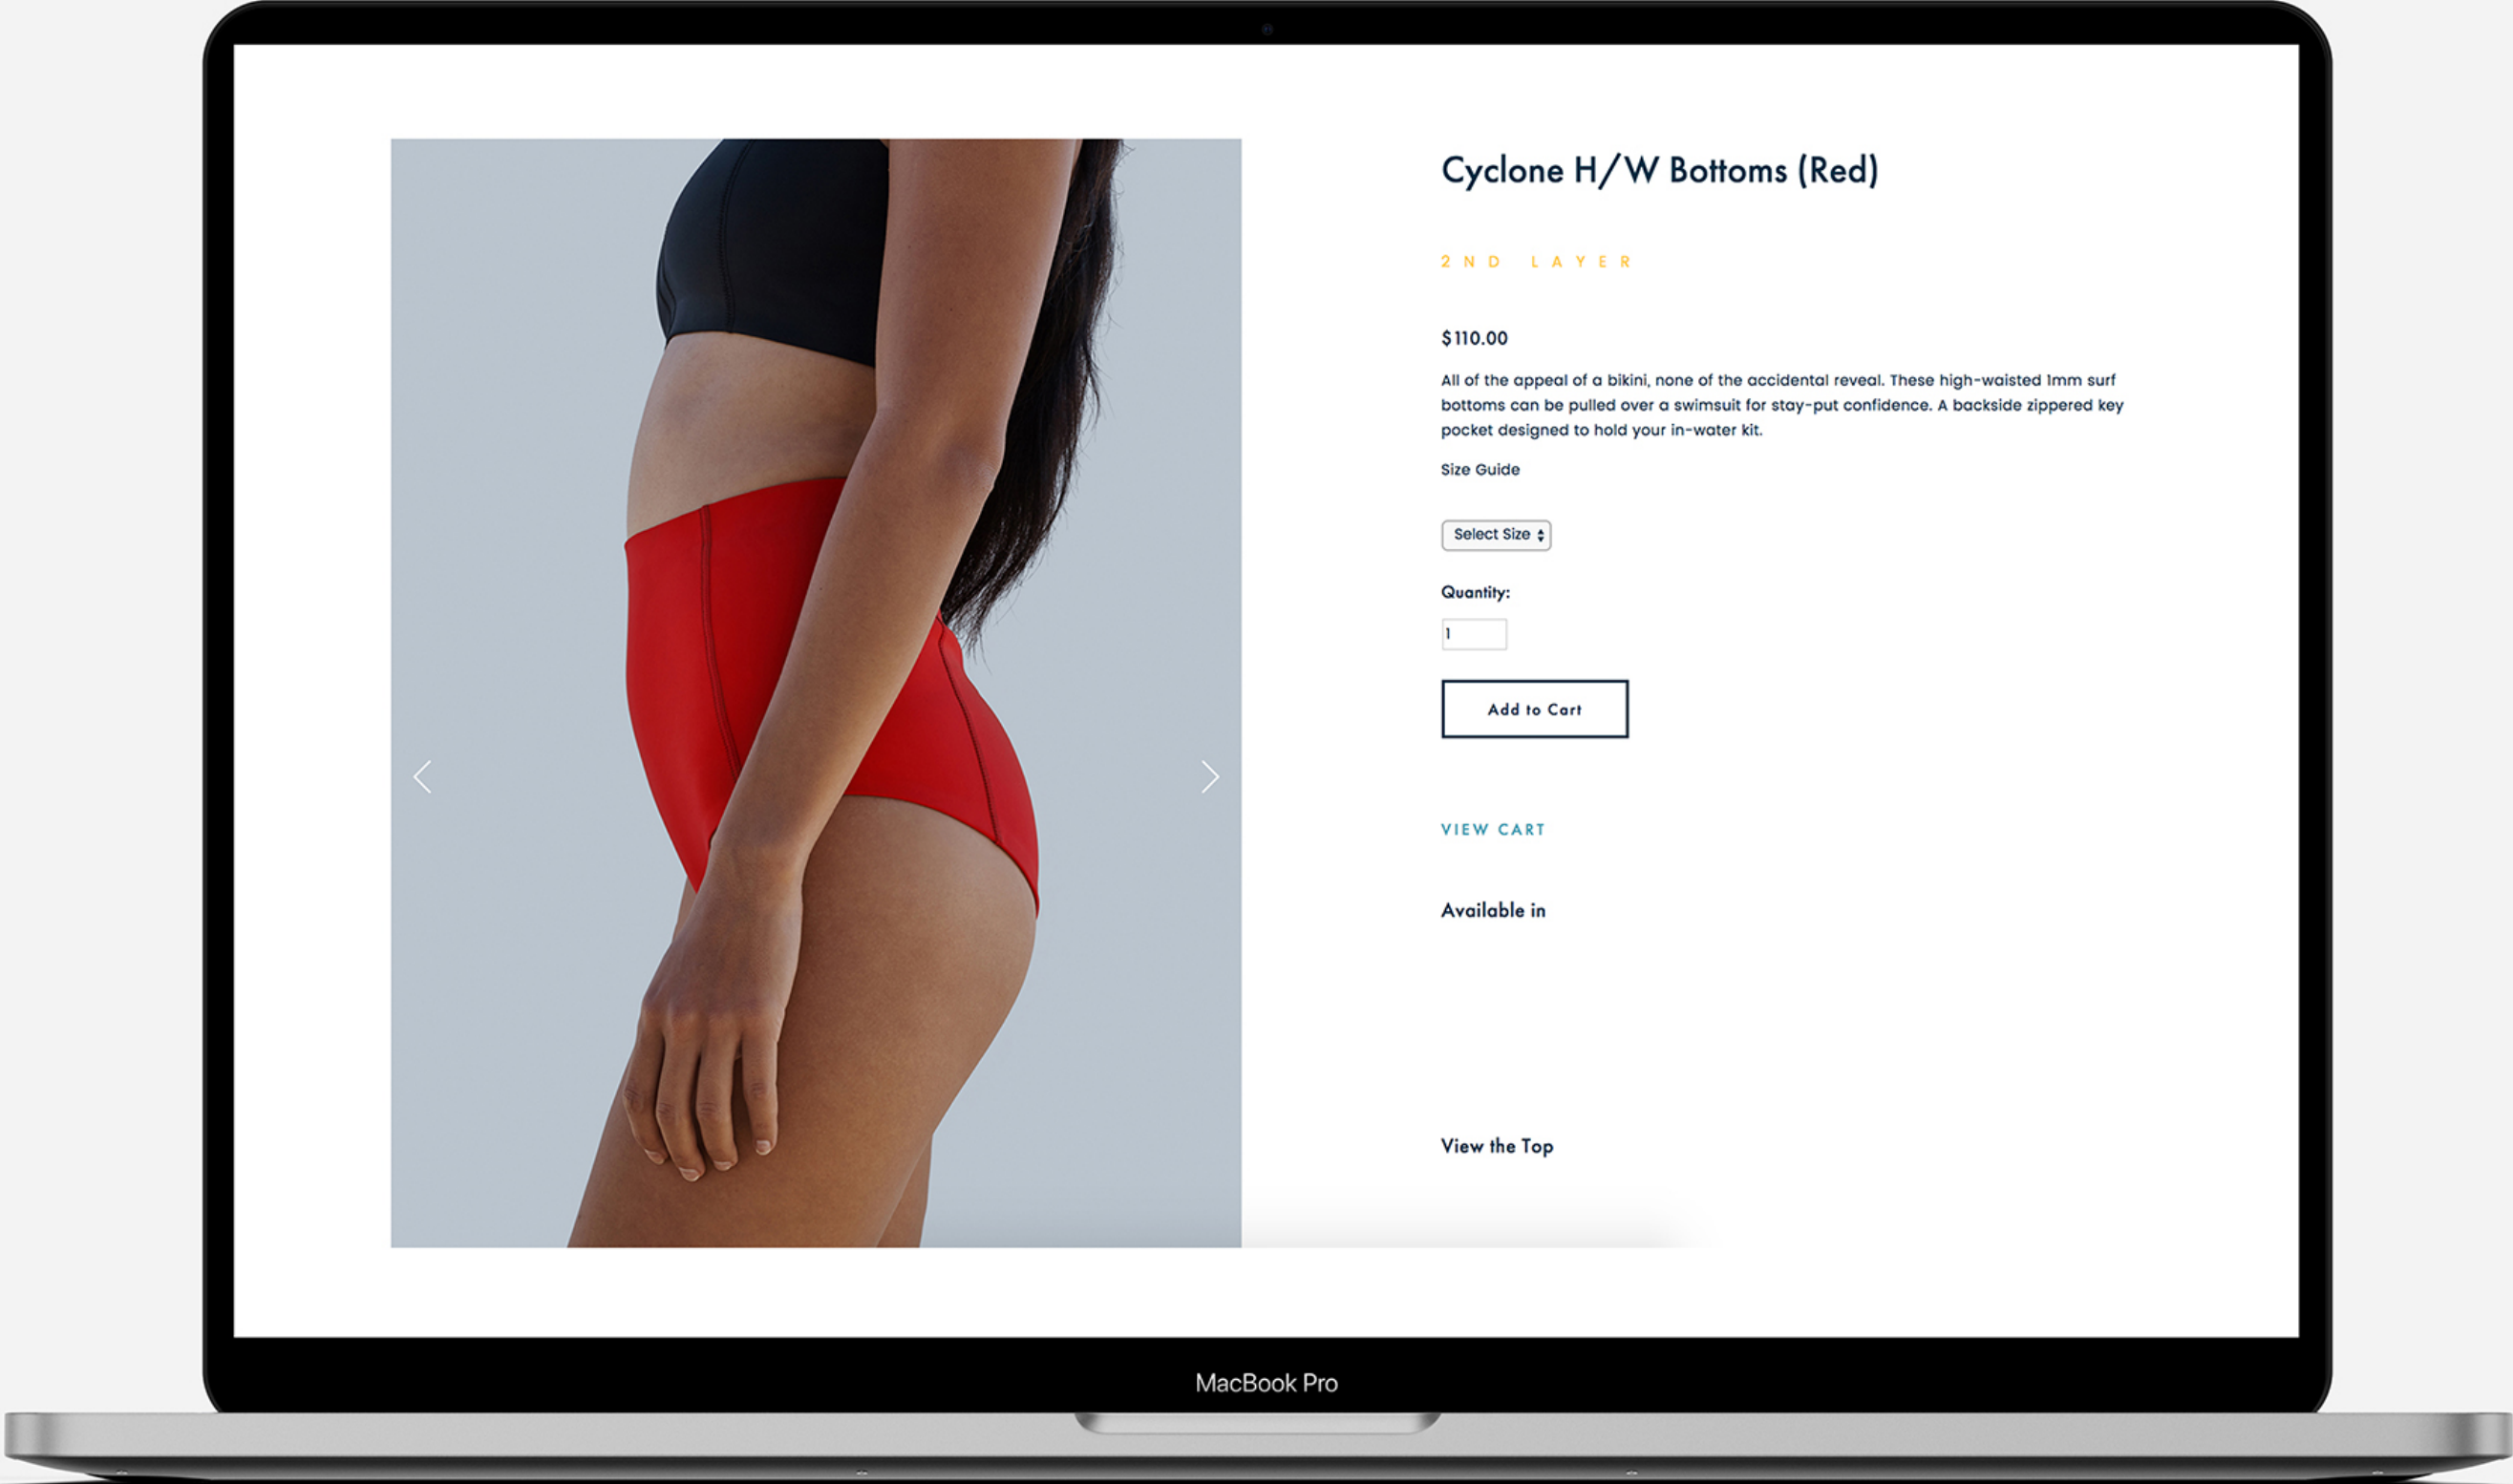 Cyclone H/W Bottoms (Red)
2ND LAYER
$110.00
All of the appeal of a bikini, none of the accidental reveal. These high-waisted 1mm surf
bottoms can be pulled over a swimsuit for stay-put confidence. A backside zippered key
pocket designed to hold your in-water kit.
Size Guide
Select Size
Quantity:
1
Add to Cart
VIEW CART
Available in
View the Top
MacBook Pro